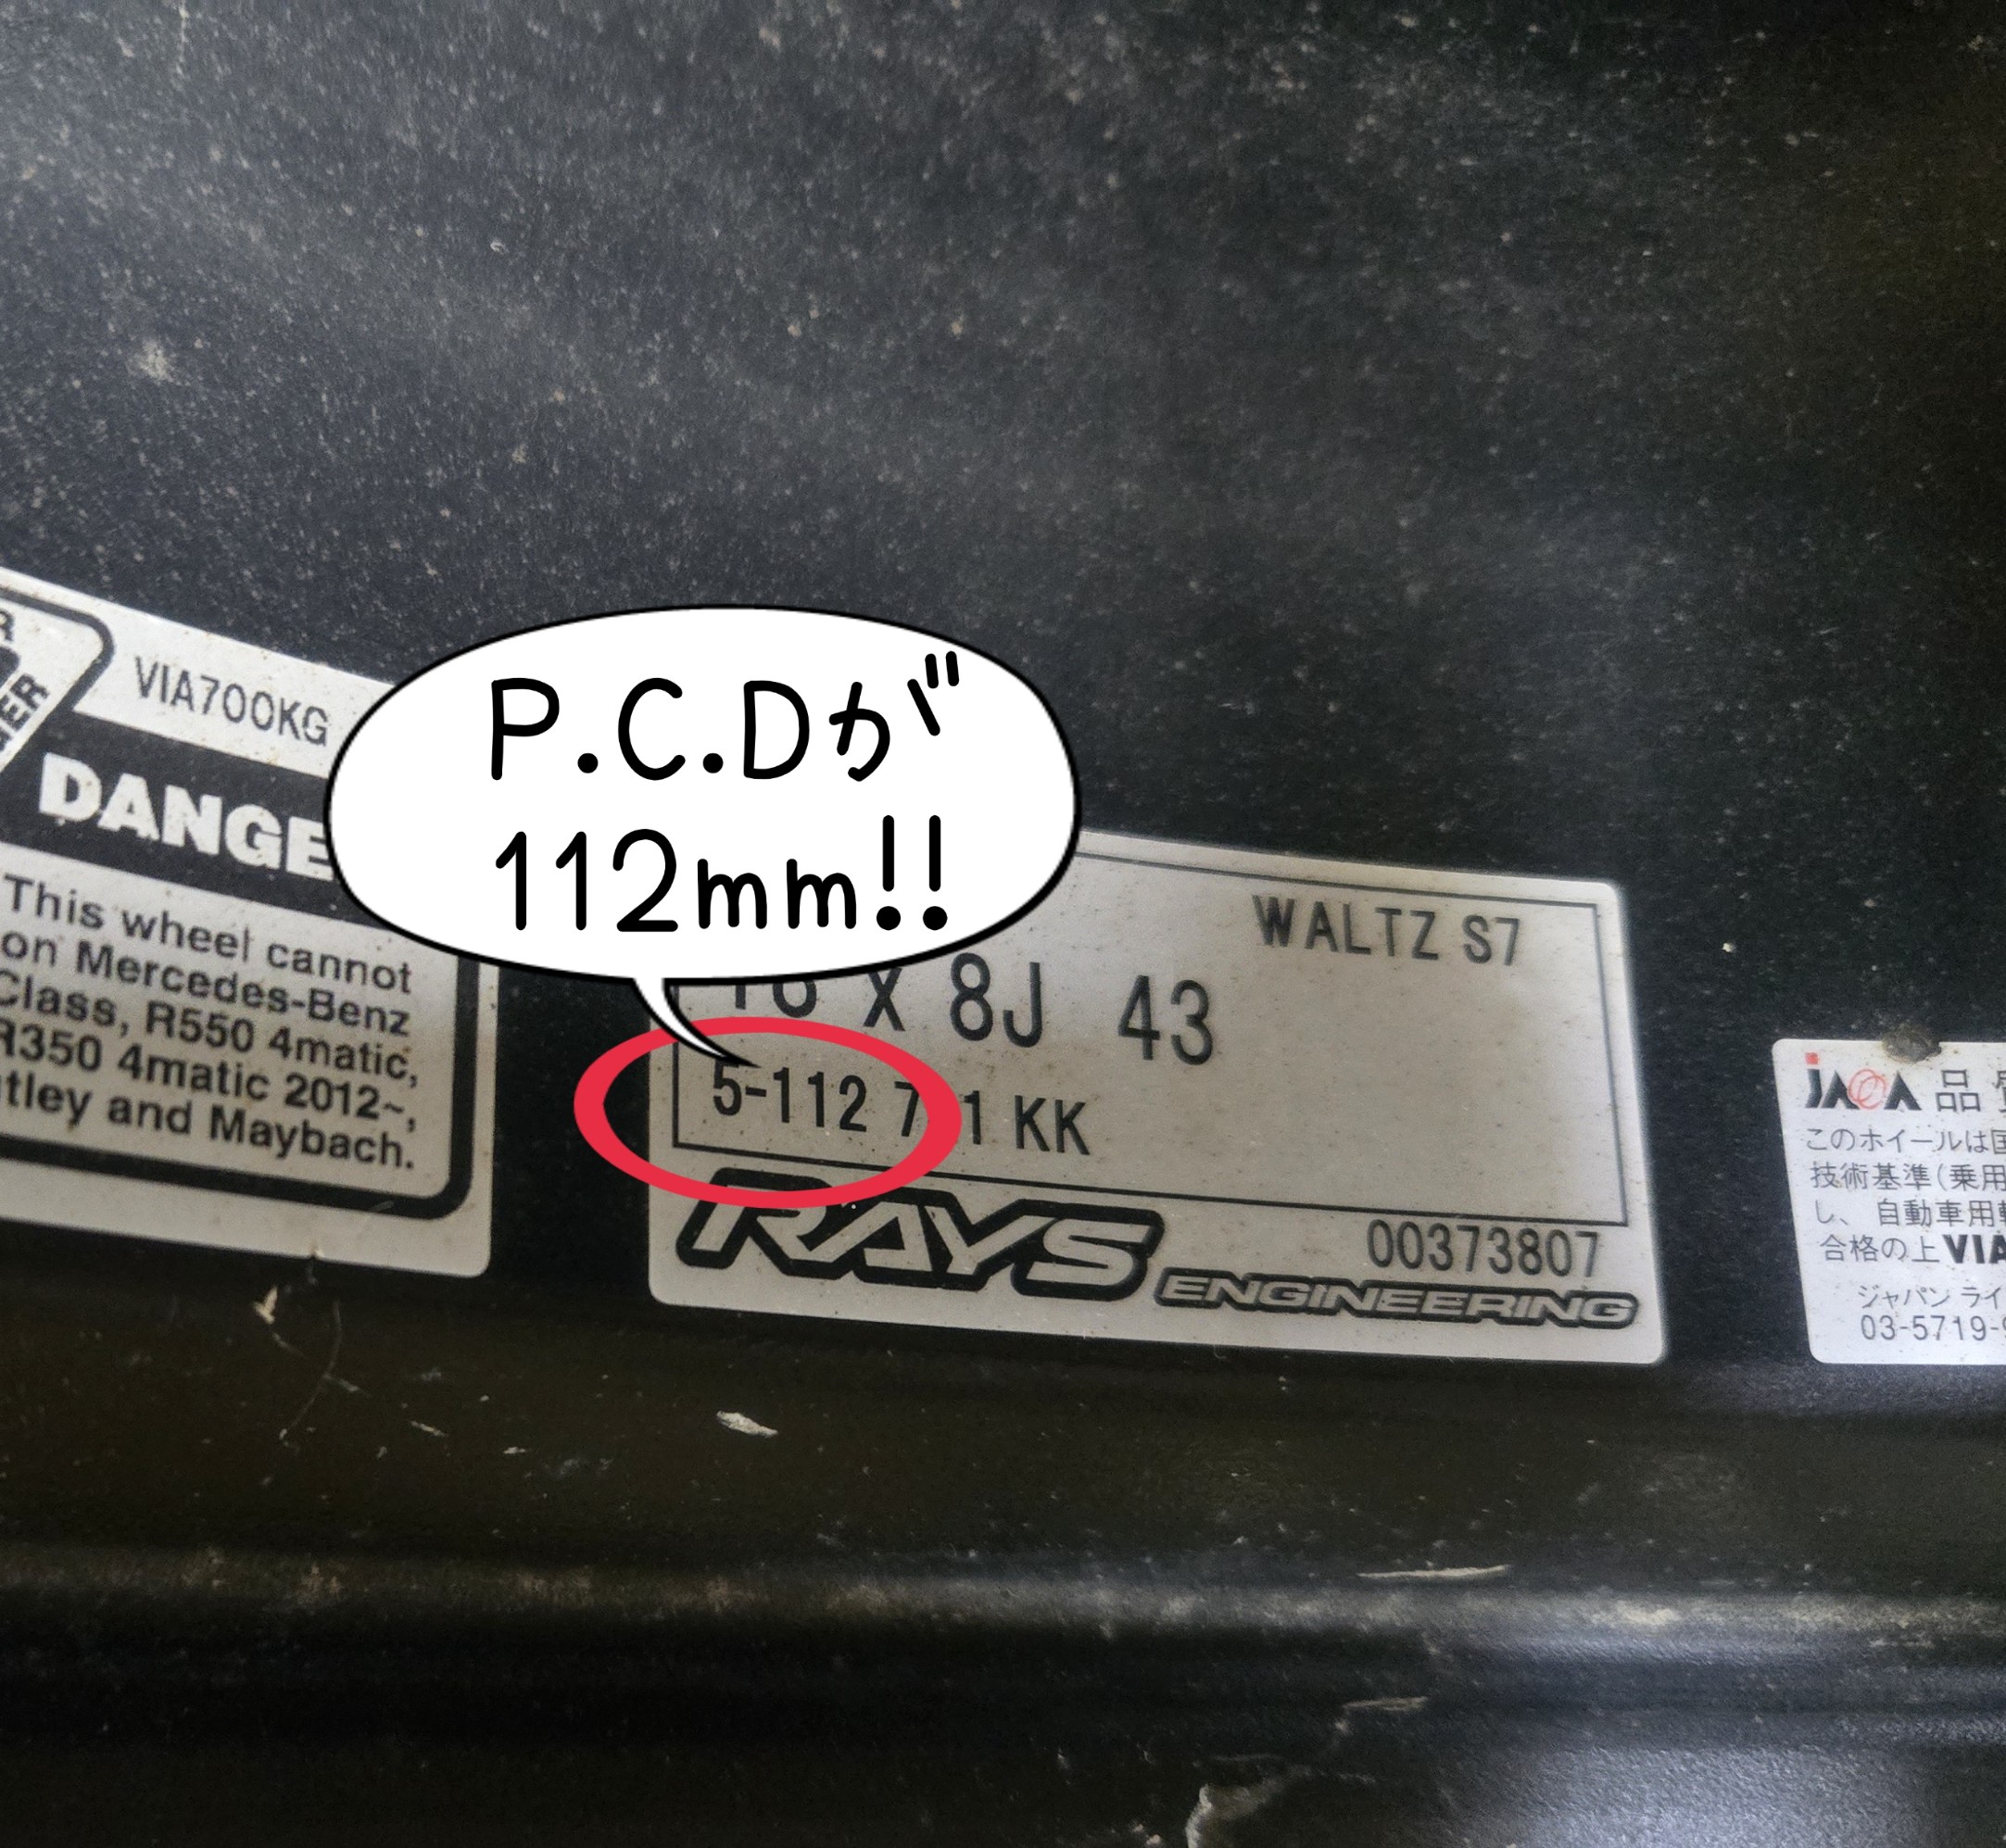 P.C.Dが
112mm!!
VIA700KG
This wheel cannot
on Mercedes-Benz
R550 4matic,
R350 4matic 2012~,
and Maybach.
WALTZ S7
X 8J 43
5-112 7 1 KK
RAYS
ENGINEERING
00373807
JAWA 品
このホイールは
技術基準(乗用
し、自動車用
合格の上VIA
ジャパン ライ
03-5719-